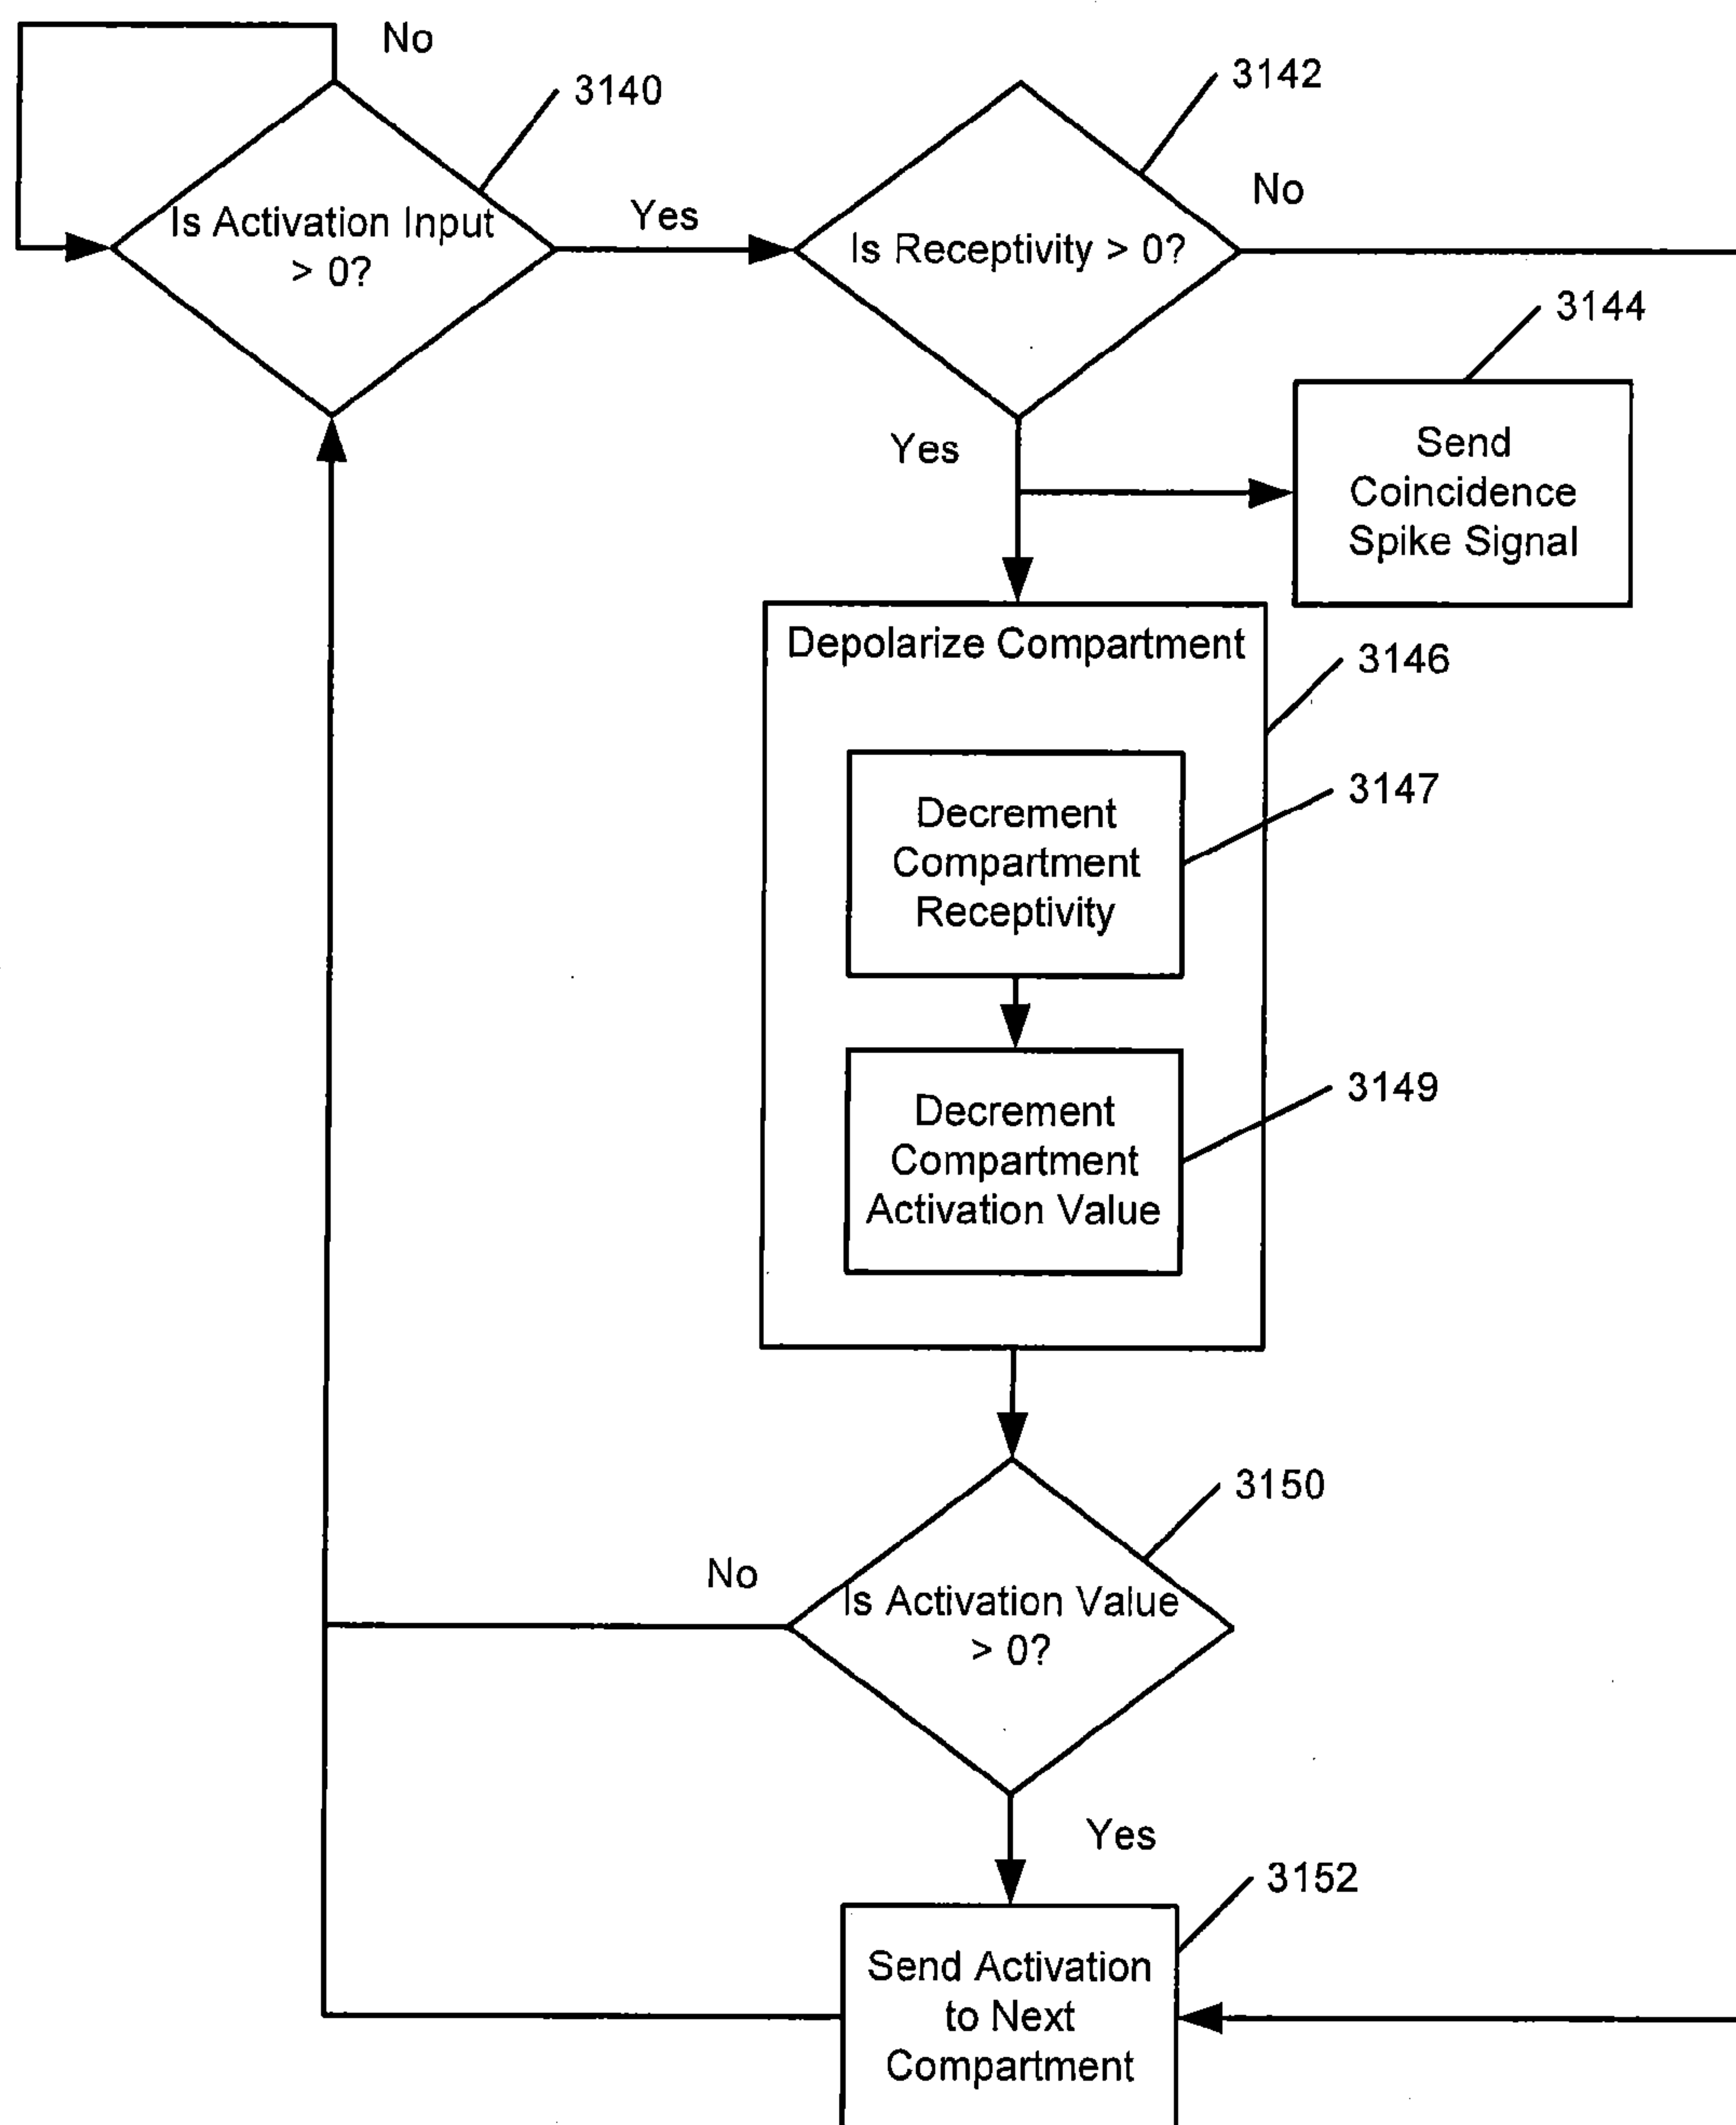 No
3140
3142
Is Activation Input
> 0?
Yes
Is Receptivity > 0?
No
3144
Yes
Send
Coincidence
Spike Signal
Depolarize Compartment
3146
3147
Decrement
Compartment
Receptivity
3149
Decrement
Compartment
Activation Value
3150
No
Is Activation Value
> 0?
Yes
3152
Send Activation
to Next
Compartment